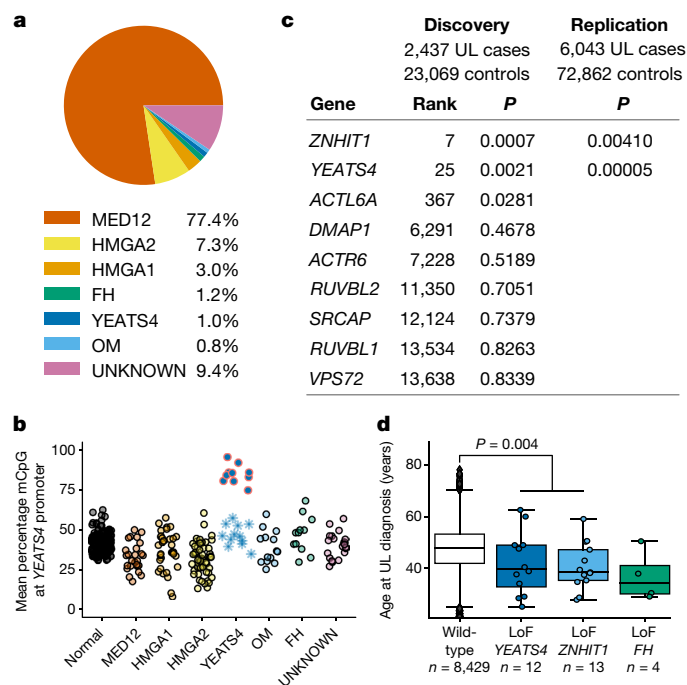 a
MED12 77.4%
HMGA2 7.3%
HMGA1 3.0%
FH 1.2%
YEATS4 1.0%
OM 0.8%
UNKNOWN 9.4%
c
Discovery Replication
2,437 UL cases 6,043 UL cases
23,069 controls 72,862 controls
Gene Rank P P
ZNHIT1 7 0.0007 0.00410
YEATS4 25 0.0021 0.00005
ACTL6A 367 0.0281
DMAP1 6,291 0.4678
ACTR6 7,228 0.5189
RUVBL2 11,350 0.7051
SRCAP 12,124 0.7379
RUVBL1 13,534 0.8263
VPS72 13,638 0.8339
b
Mean percentage mCpG
at YEATS4 promoter
100
75
50
25
0
Normal
MED12
HMGA1
HMGA2
YEATS4
OM
FH
UNKNOWN
d
Age at UL diagnosis (years)
80
60
40
P = 0.004
Wild- LoF LoF LoF
type YEATS4 ZNHIT1 FH
n = 8,429 n = 12 n = 13 n = 4